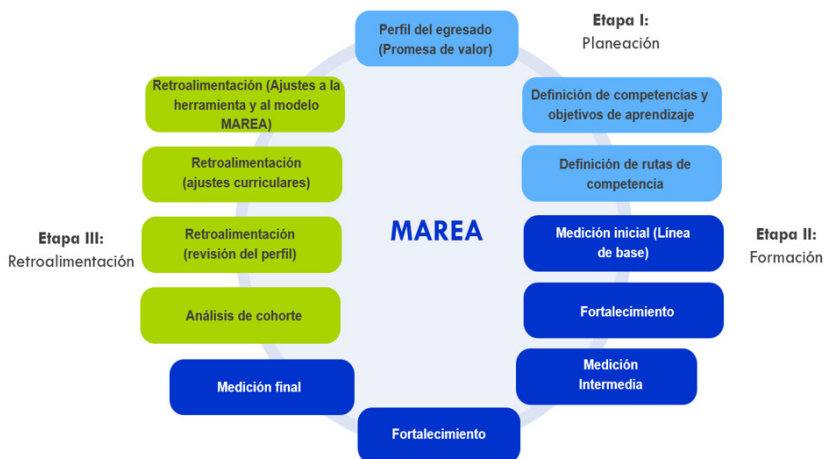 Perfil del egresado
(Promesa de valor)
Etapa I:
Planeación
Definición de competencias y
objetivos de aprendizaje
Definición de rutas de
competencia
Medición inicial (Línea
de base)
Etapa II:
Formación
Fortalecimiento
Medición
Intermedia
Fortalecimiento
Medición final
Análisis de cohorte
Retroalimentación
(revisión del perfil)
Etapa III:
Retroalimentación
Retroalimentación
(ajustes curriculares)
Retroalimentación (Ajustes a la
herramienta y al modelo
MAREA)
MAREA